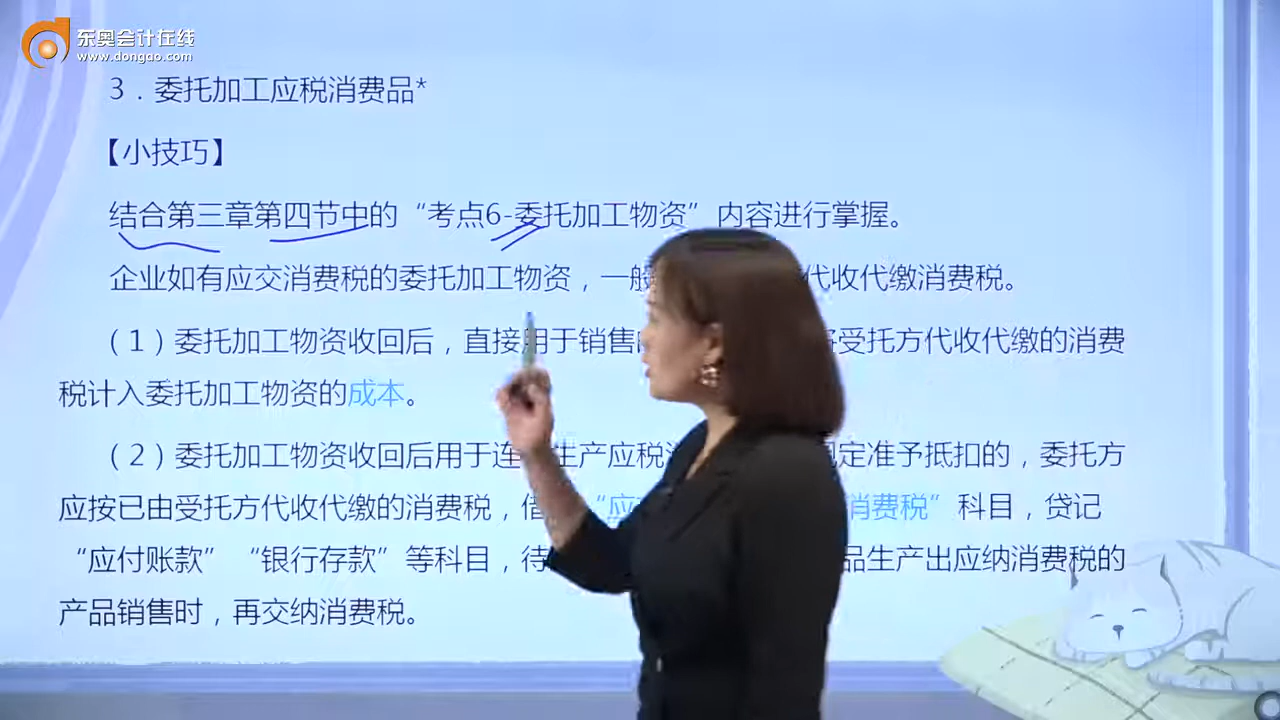 东奥会计在线
www.dongao.com
3．委托加工应税消费品*
【小技巧】
结合第三章第四节中的“考点6-委托加工物资”内容进行掌握。
企业如有应交消费税的委托加工物资，一般 代收代缴消费税。
（1）委托加工物资收回后，直接用于销售 受托方代收代缴的消费
税计入委托加工物资的成本。
（2）委托加工物资收回后用于连 生产应税 定准予抵扣的，委托方
应按已由受托方代收代缴的消费税，借 “应 消费税”科目，贷记
“应付账款”“银行存款”等科目，待 品生产出应纳消费税的
产品销售时，再交纳消费税。